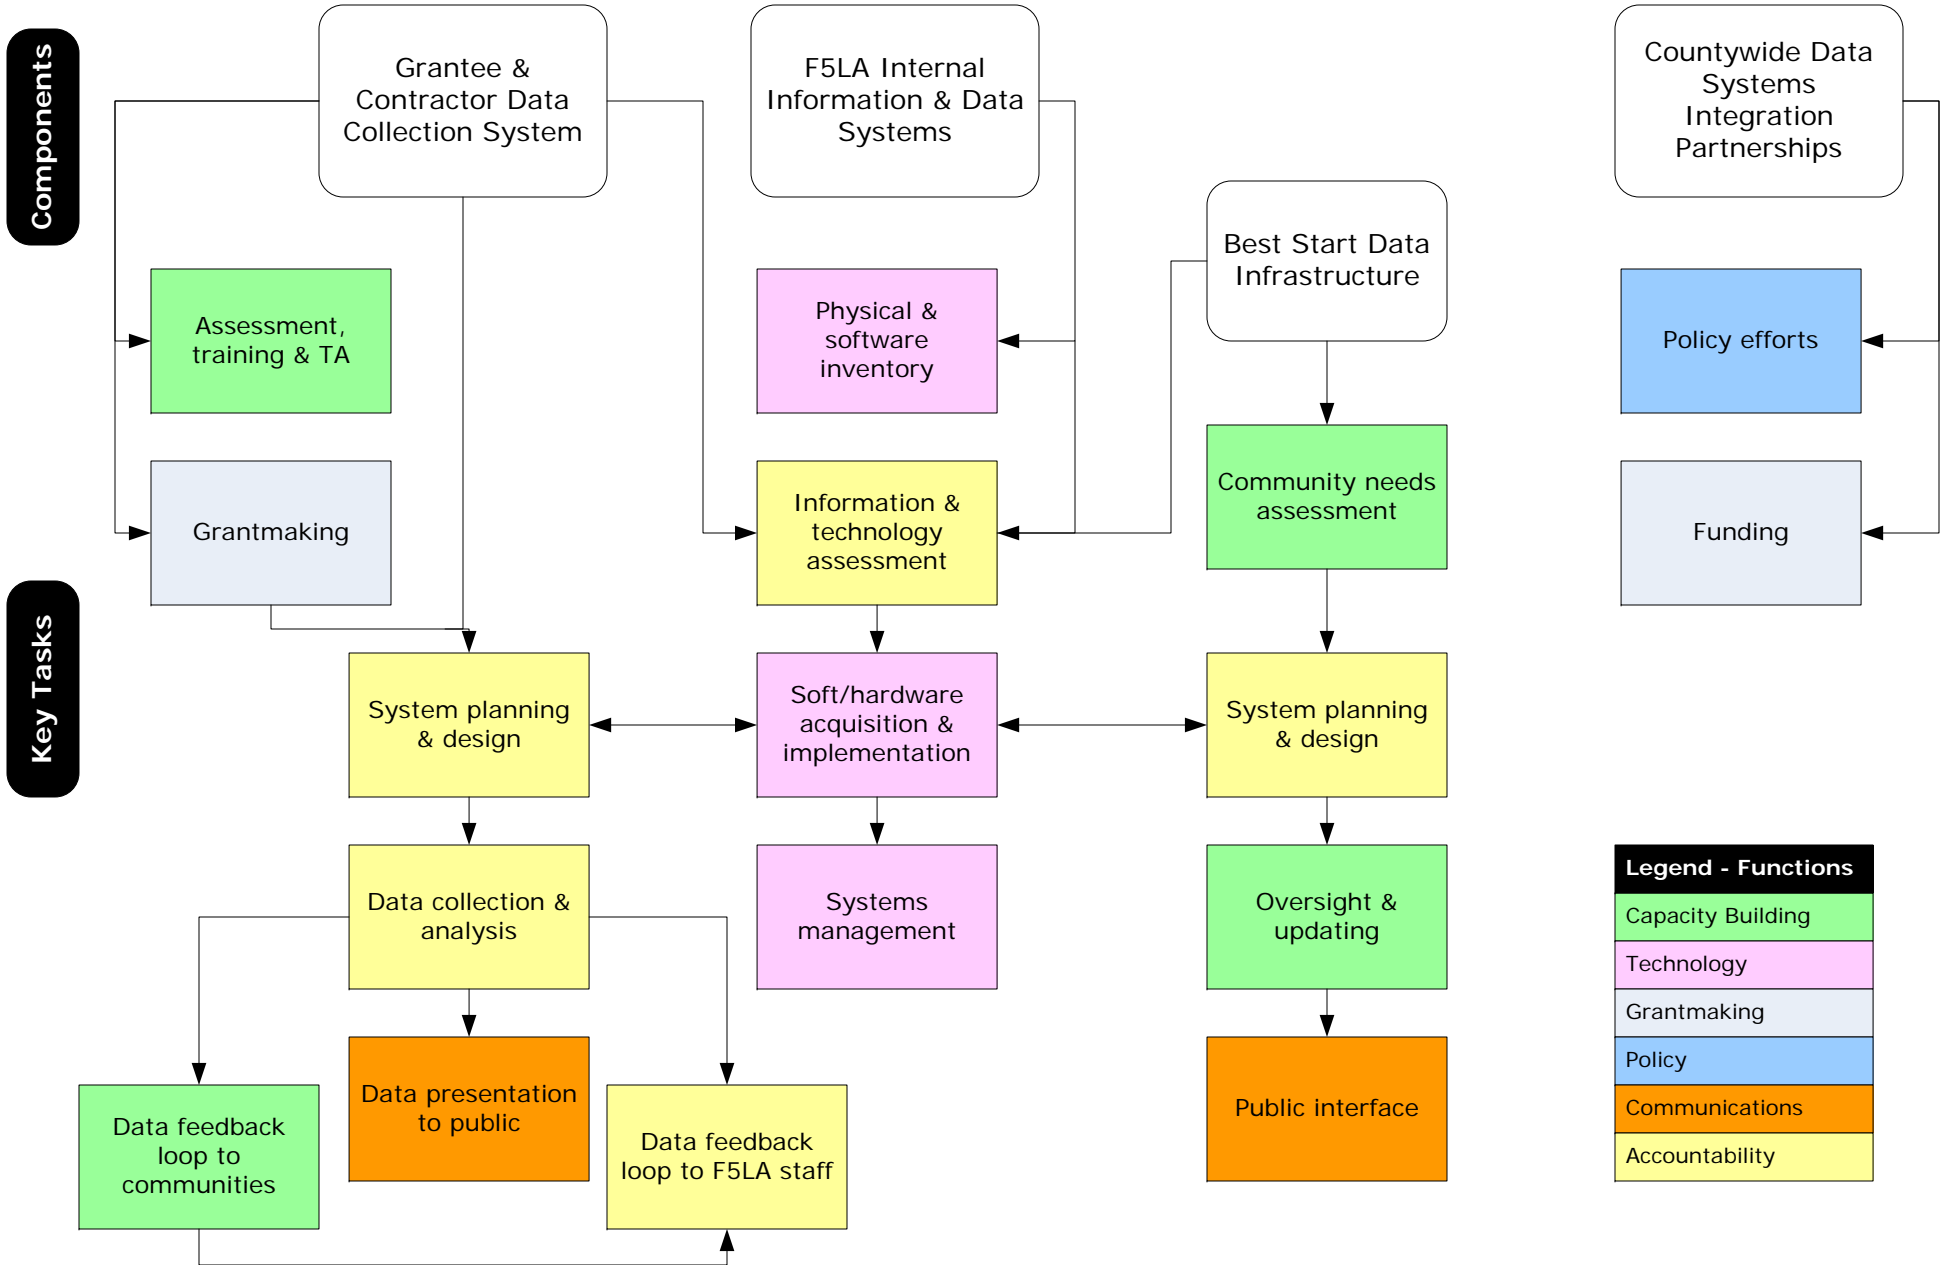 Components
Grantee &
Contractor Data
Collection System
F5LA Internal
Information & Data
Systems
Countywide Data
Systems
Integration
Partnerships
Best Start Data
Infrastructure
Assessment,
training & TA
Physical &
software
inventory
Policy efforts
Grantmaking
Information &
technology
assessment
Community needs
assessment
Funding
Key Tasks
System planning
& design
Soft/hardware
acquisition &
implementation
System planning
& design
Data collection &
analysis
Systems
management
Oversight &
updating
Data feedback
loop to
communities
Data presentation
to public
Data feedback
loop to F5LA staff
Public interface
Legend - Functions
Capacity Building
Technology
Grantmaking
Policy
Communications
Accountability